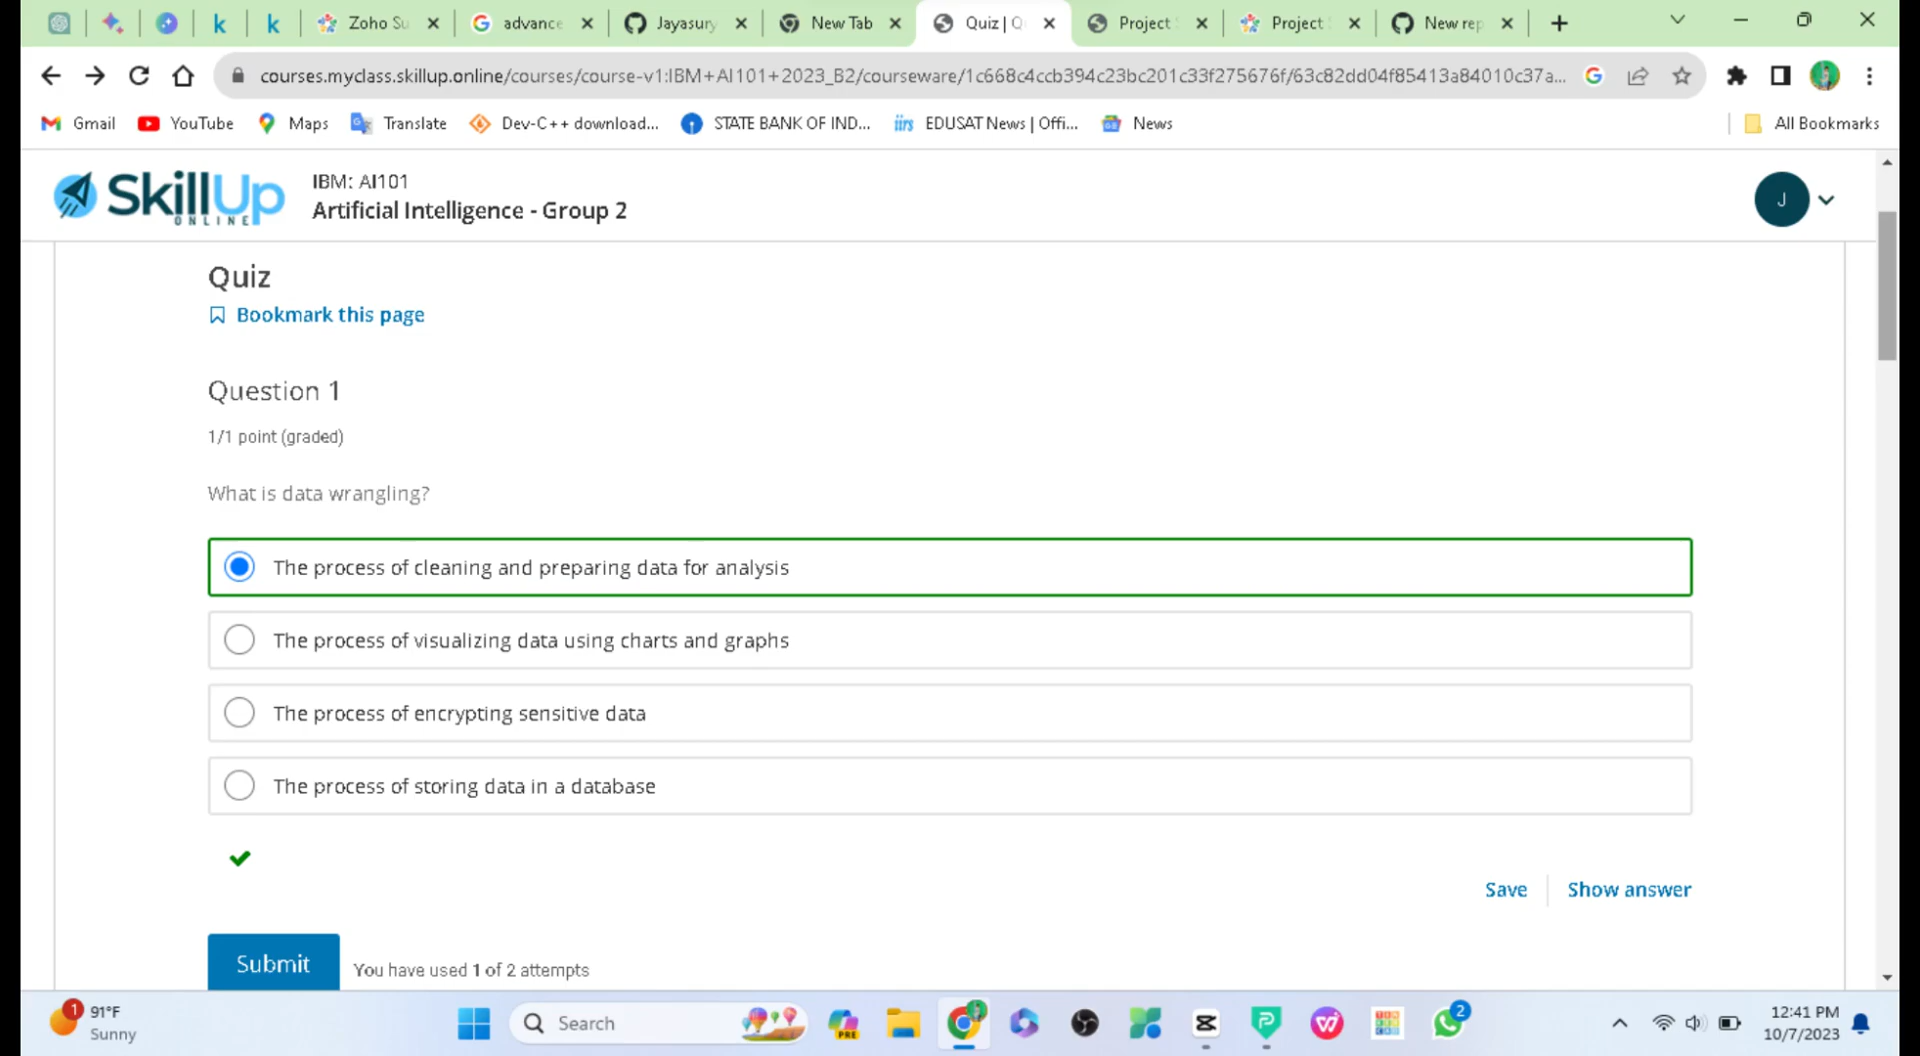 Zoho Su
advance
Jayasury
New Tab
Quiz | Q
Project
Project
New rep
courses.myclass.skillup.online/courses/course-v1:IBM+AI101+2023_B2/courseware/1c668c4ccb394c23bc201c33f275676f/63c82dd04f85413a84010c37a...
Gmail YouTube Maps Translate Dev-C++ download... STATE BANK OF IND... EDUSAT News | Offi... News All Bookmarks
SkillUp
ONLINE
IBM: AI101
Artificial Intelligence - Group 2
J
Quiz
Bookmark this page
Question 1
1/1 point (graded)
What is data wrangling?
The process of cleaning and preparing data for analysis
The process of visualizing data using charts and graphs
The process of encrypting sensitive data
The process of storing data in a database
Save Show answer
Submit You have used 1 of 2 attempts
1
91°F
Sunny
Search
PRE
2
12:41 PM
10/7/2023